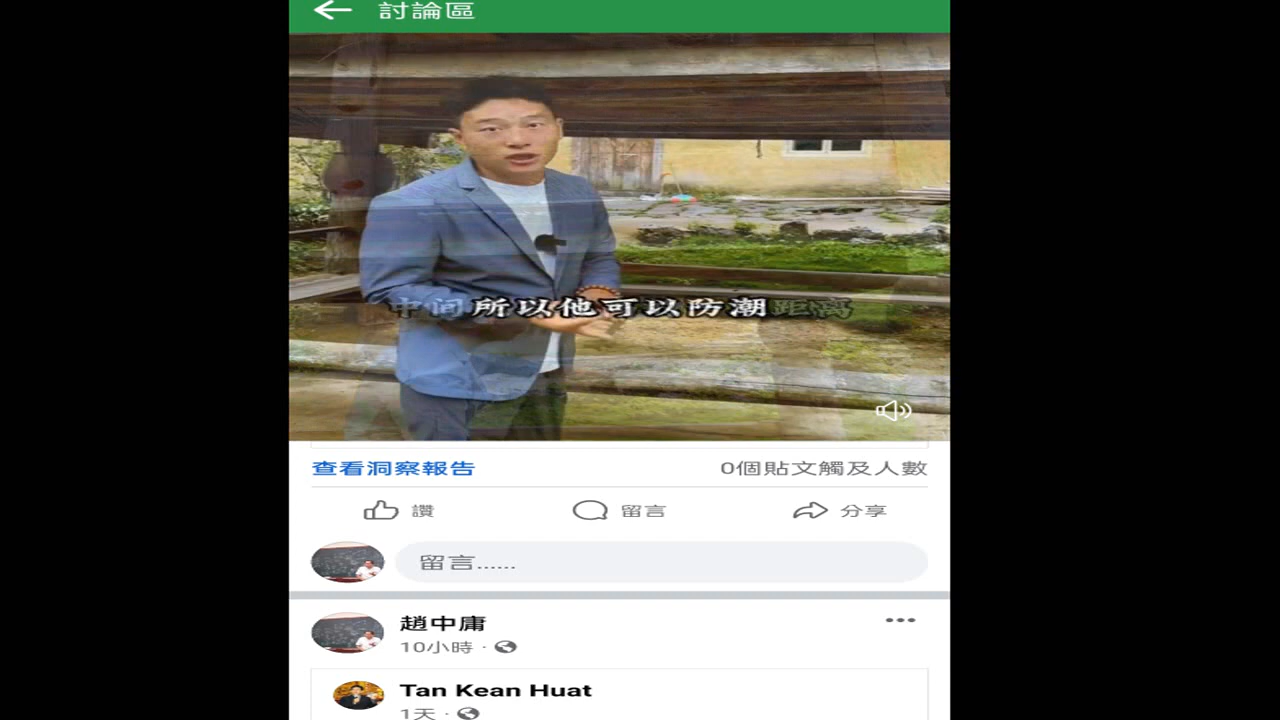 討論區
中间所以他可以防潮距离
查看洞察報告
0個貼文觸及人數
讚
留言
分享
留言......
趙中庸
10小時 ·
Tan Kean Huat
1天 ·